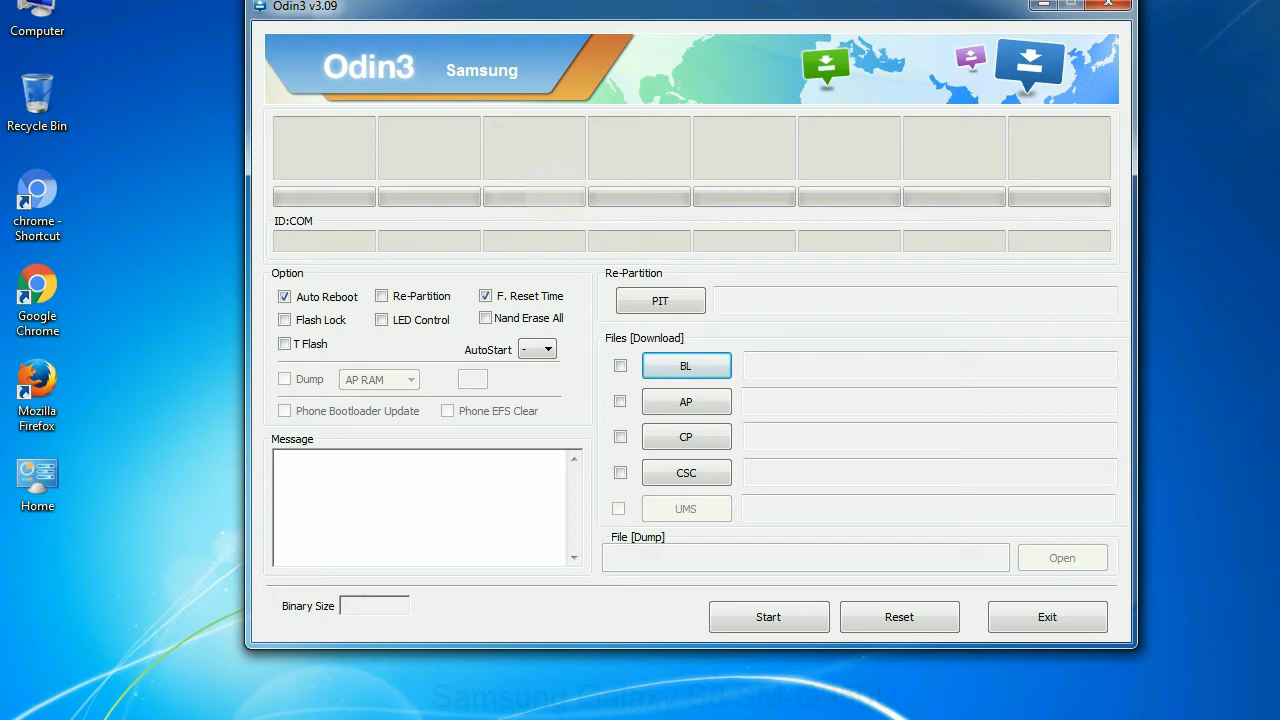 Odin3 v3.09
Computer
Recycle Bin
chrome -
Shortcut
Google
Chrome
Mozilla
Firefox
Home
Odin3 Samsung
ID:COM
Option
Auto Reboot Re-Partition F. Reset Time
Flash Lock LED Control Nand Erase All
T Flash
AutoStart -
Dump AP RAM
Phone Bootloader Update Phone EFS Clear
Message
Re-Partition
PIT
Files [Download]
BL
AP
CP
CSC
UMS
File [Dump]
Open
Binary Size
Start Reset Exit
Samsung Galaxy S8